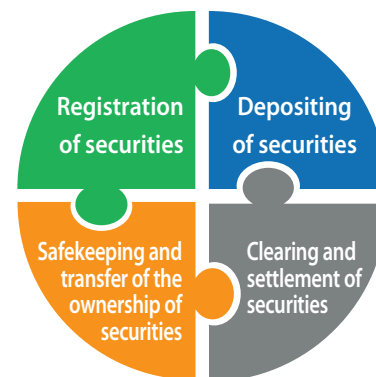 Registration
of securities
Depositing
of securities
Safekeeping and
transfer of the
ownership of
securities
Clearing and
settlement of
securities